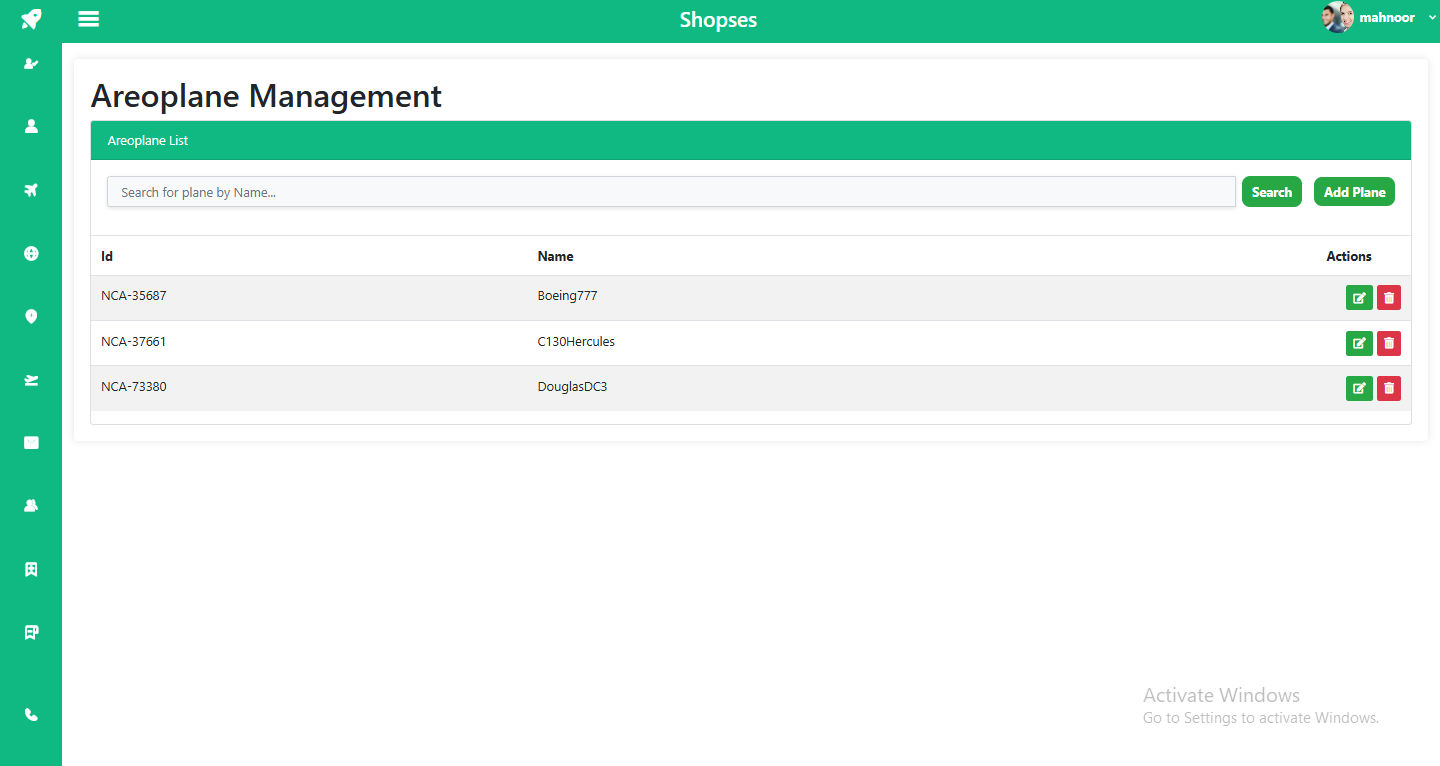 Shopses
mahnoor
Areoplane Management
Areoplane List
Search for plane by Name...
Search
Add Plane
Id Name Actions
NCA-35687 Boeing777
NCA-37661 C130Hercules
NCA-73380 DouglasDC3
Activate Windows
Go to Settings to activate Windows.